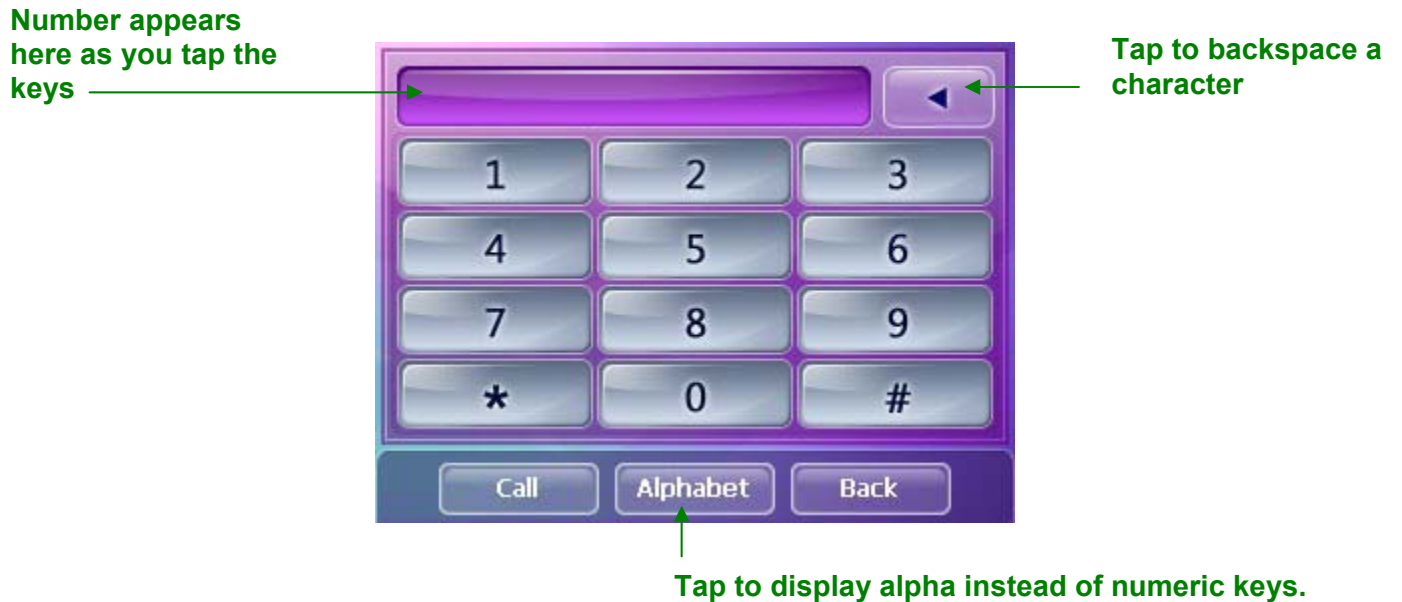 Number appears
here as you tap the
keys
Tap to backspace a
character
1 2 3
4 5 6
7 8 9
* 0 #
Call Alphabet Back
Tap to display alpha instead of numeric keys.